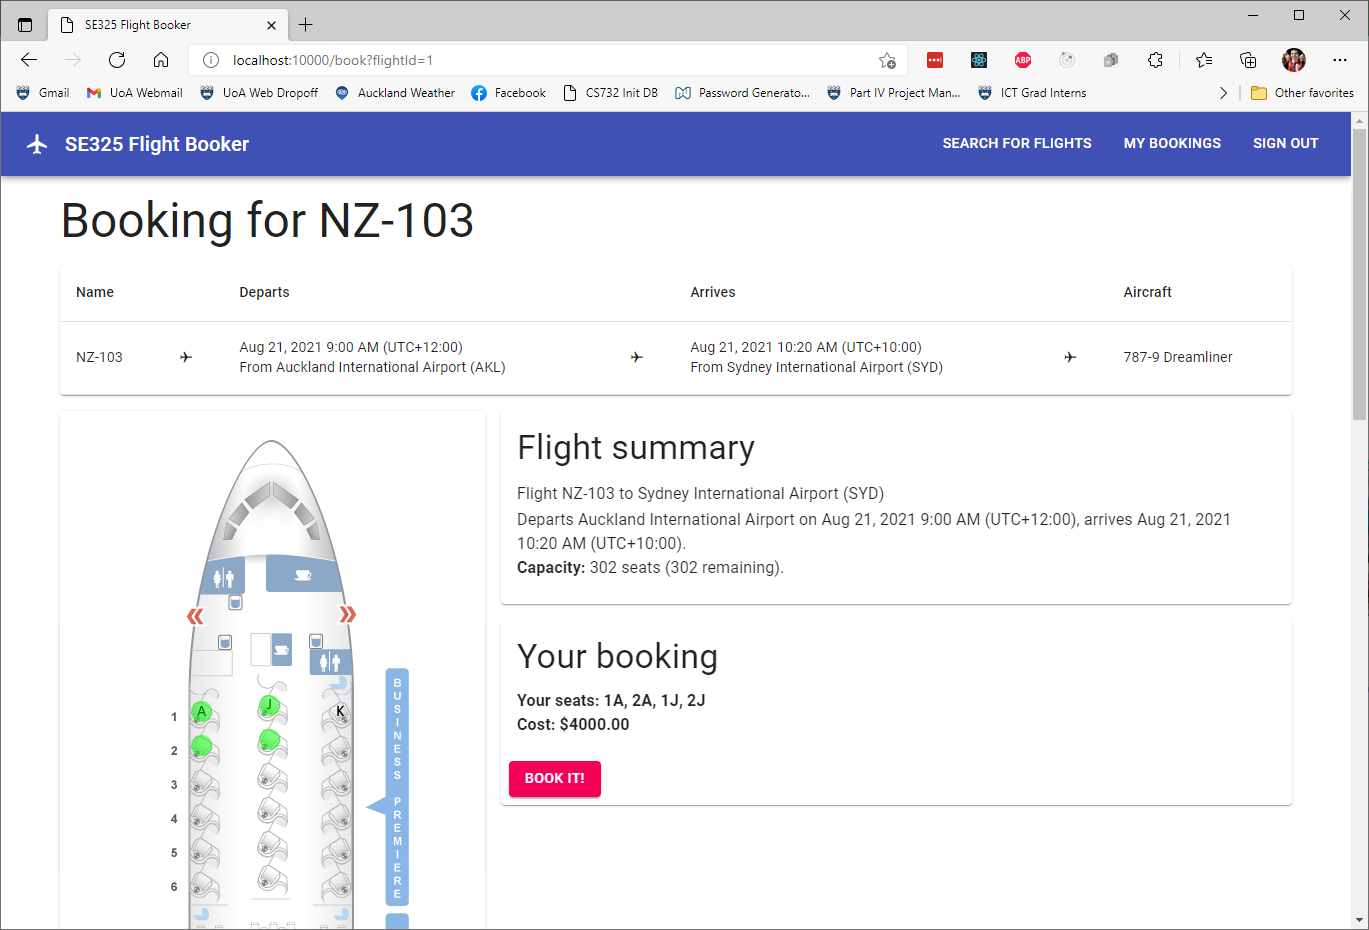 SE325 Flight Booker
localhost:10000/book?flightId=1
ABP
Gmail
UoA Webmail
UoA Web Dropoff
Auckland Weather
Facebook
CS732 Init DB
Password Generato...
Part IV Project Man...
ICT Grad Interns
Other favorites
SE325 Flight Booker
SEARCH FOR FLIGHTS
MY BOOKINGS
SIGN OUT
Booking for NZ-103
Name
Departs
Arrives
Aircraft
NZ-103
Aug 21, 2021 9:00 AM (UTC+12:00)
From Auckland International Airport (AKL)
Aug 21, 2021 10:20 AM (UTC+10:00)
From Sydney International Airport (SYD)
787-9 Dreamliner
A
J
K
1
2
3
4
5
6
BUSINESS PREMIERE
Flight summary
Flight NZ-103 to Sydney International Airport (SYD)
Departs Auckland International Airport on Aug 21, 2021 9:00 AM (UTC+12:00), arrives Aug 21, 2021
10:20 AM (UTC+10:00).
Capacity: 302 seats (302 remaining).
Your booking
Your seats: 1A, 2A, 1J, 2J
Cost: $4000.00
BOOK IT!